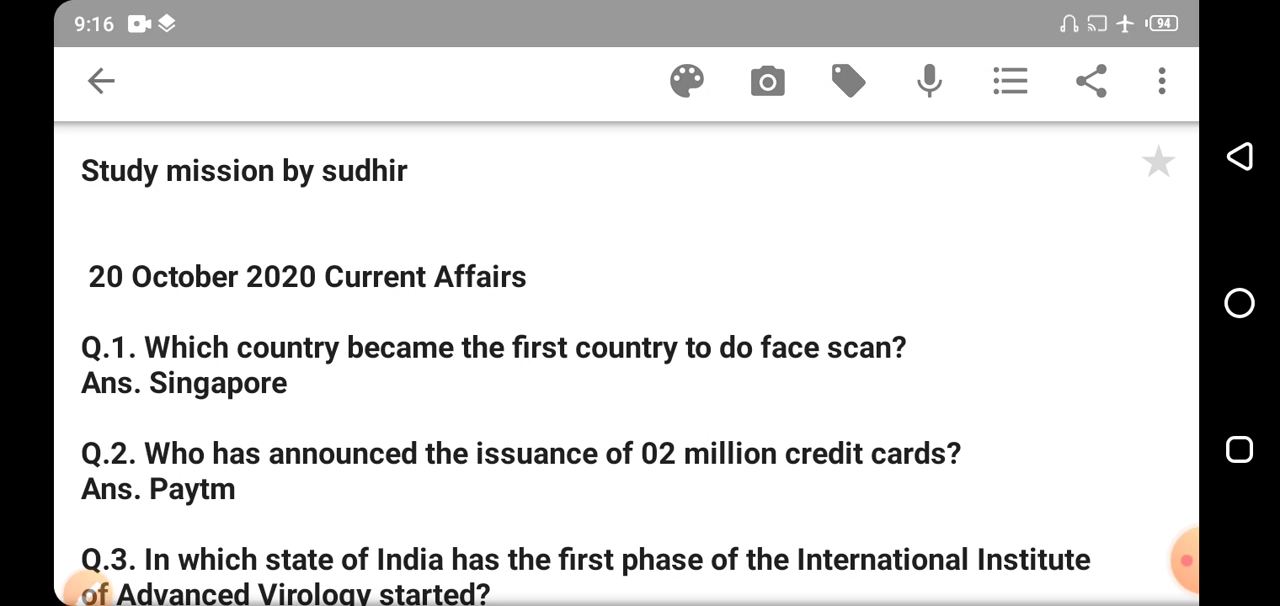 9:16
94
Study mission by sudhir
20 October 2020 Current Affairs
Q.1. Which country became the first country to do face scan?
Ans. Singapore
Q.2. Who has announced the issuance of 02 million credit cards?
Ans. Paytm
Q.3. In which state of India has the first phase of the International Institute
of Advanced Virology started?